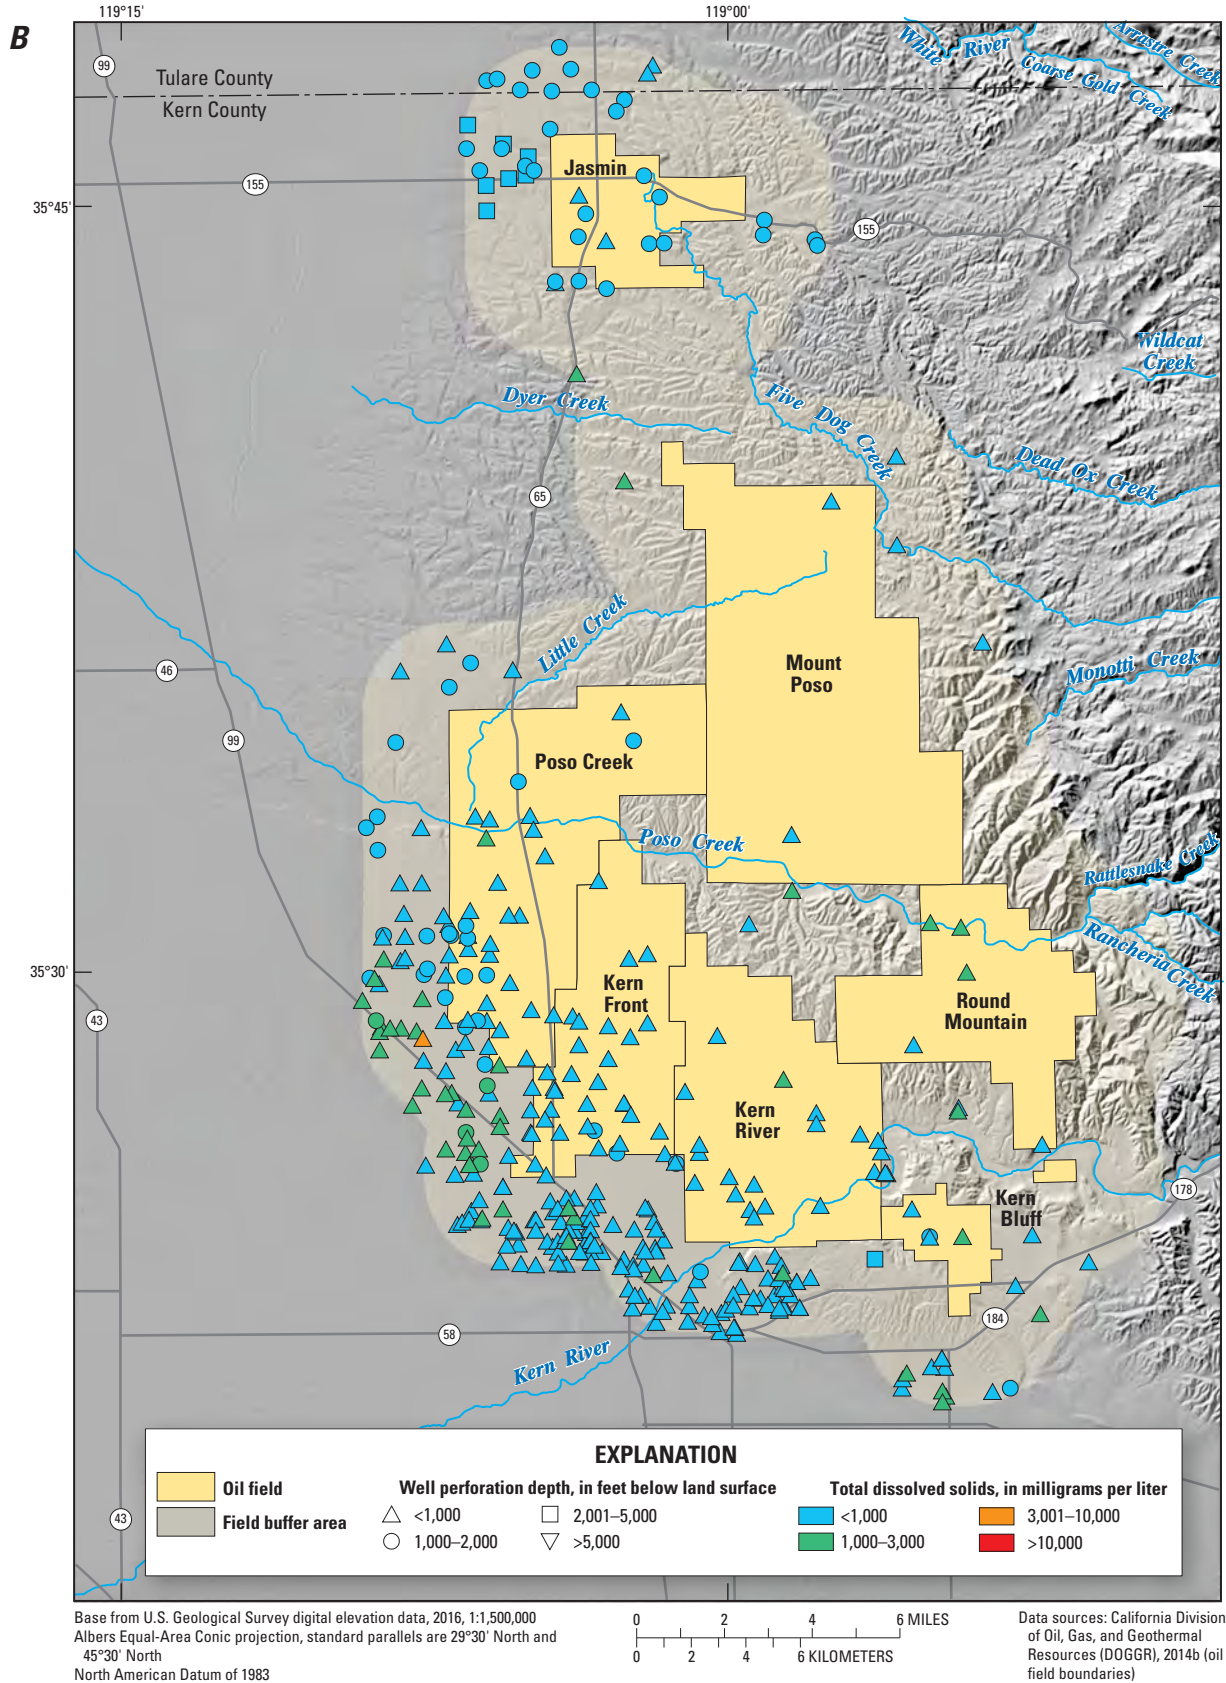 B
119°15'
119°00'
White River
Arrastre Creek
Coarse Gold Creek
99
Tulare County
Kern County
Jasmin
155
35°45'
155
Wildcat
Creek
Dyer Creek
Five Dog Creek
Dead Ox Creek
65
Little Creek
46
Mount
Poso
Monotti Creek
99
Poso Creek
Poso Creek
Rattlesnake Creek
Rancheria Creek
35°30'
Kern
Front
Round
Mountain
43
Kern
River
178
Kern
Bluff
184
58
Kern River
43
EXPLANATION
Oil field
Field buffer area
Well perforation depth, in feet below land surface
<1,000
2,001–5,000
1,000–2,000
>5,000
Total dissolved solids, in milligrams per liter
<1,000
3,001–10,000
1,000–3,000
>10,000
Base from U.S. Geological Survey digital elevation data, 2016, 1:1,500,000
Albers Equal-Area Conic projection, standard parallels are 29°30' North and
45°30' North
North American Datum of 1983
0 2 4 6 MILES
0 2 4 6 KILOMETERS
Data sources: California Division
of Oil, Gas, and Geothermal
Resources (DOGGR), 2014b (oil
field boundaries)